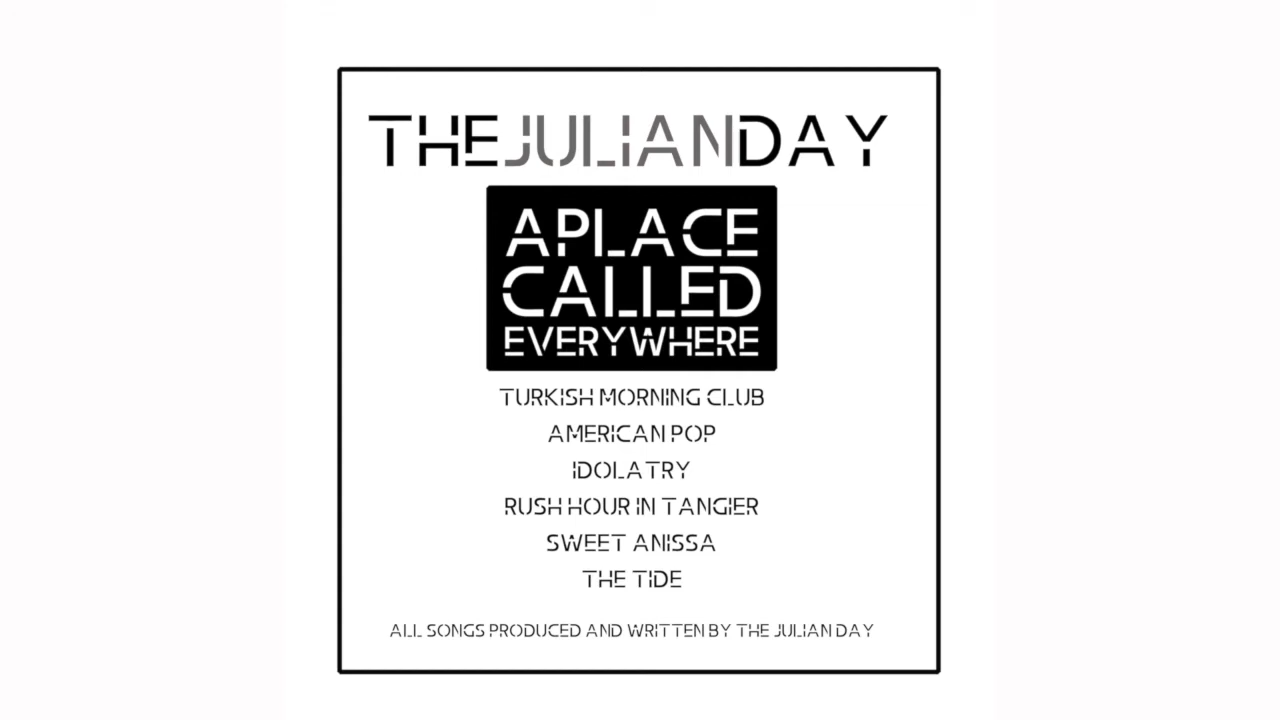 THEJULIANDAY
A PLACE
CALLED
EVERYWHERE
TURKISH MORNING CLUB
AMERICAN POP
IDOLATRY
RUSH HOUR IN TANGIER
SWEET ANISSA
THE TIDE
ALL SONGS PRODUCED AND WRITTEN BY THE JULIAN DAY